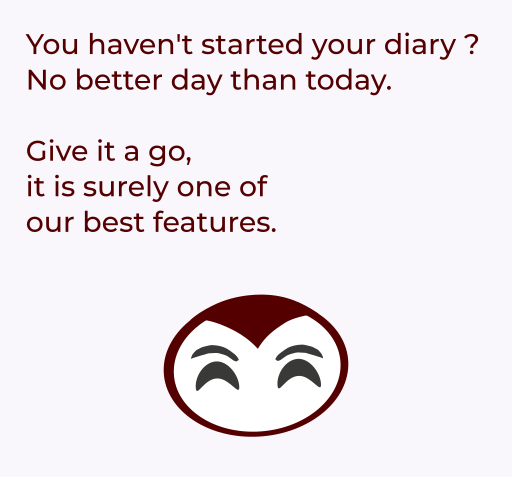 You haven't started your diary ?
No better day than today.
Give it a go,
it is surely one of
our best features.